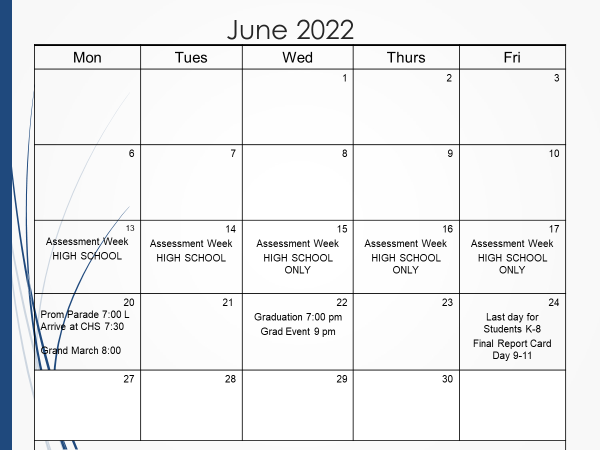 June 2022
Mon Tues Wed Thurs Fri
1 2 3
6 7 8 9 10
13 14 15 16 17
Assessment Week Assessment Week Assessment Week Assessment Week Assessment Week
HIGH SCHOOL HIGH SCHOOL HIGH SCHOOL HIGH SCHOOL HIGH SCHOOL
ONLY ONLY ONLY
20 21 22 23 24
Prom Parade 7:00 L
Arrive at CHS 7:30
Grand March 8:00
Graduation 7:00 pm
Grad Event 9 pm
Last day for
Students K-8
Final Report Card
Day 9-11
27 28 29 30